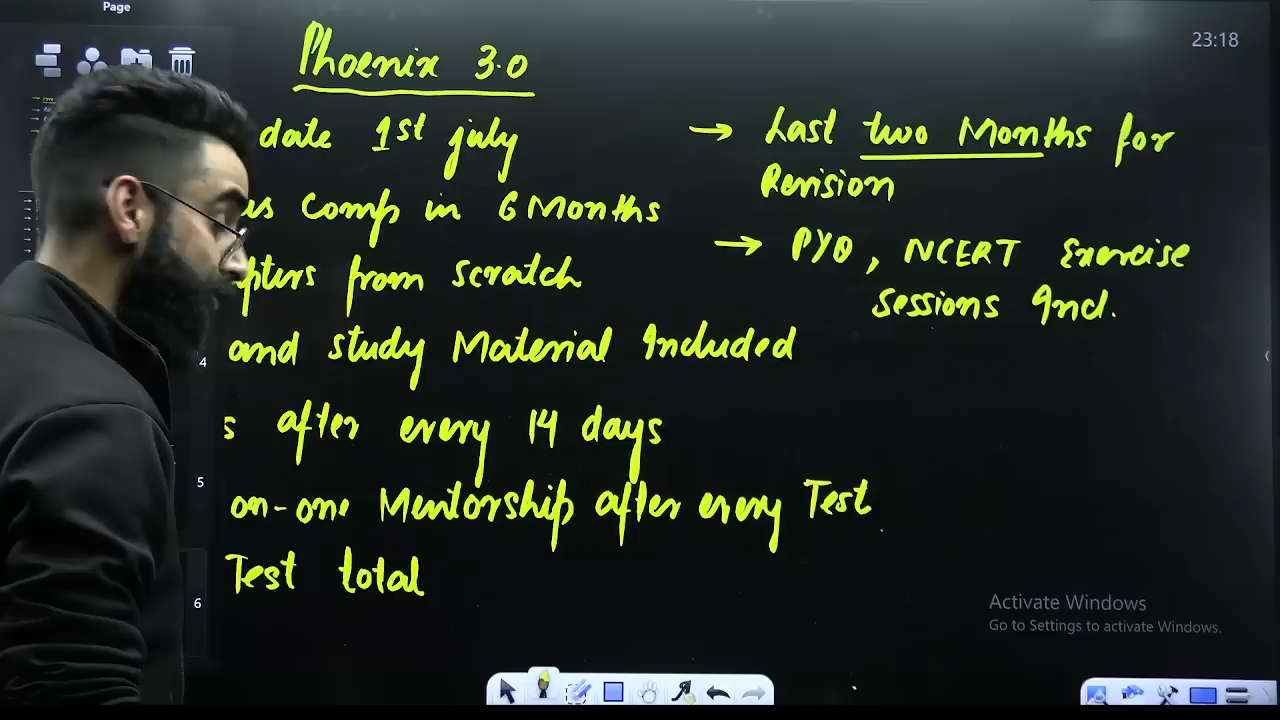 Page
23:18
Phoenix 3.0
date 1st july
us comp in 6 Months
pters from scratch
and study Material Included
s after every 14 days
on-one Mentorship after every Test
Test total
→ Last two Months for
Revision
→ PYQ, NCERT Exercise
Sessions Incl.
4
5
6
Activate Windows
Go to Settings to activate Windows.